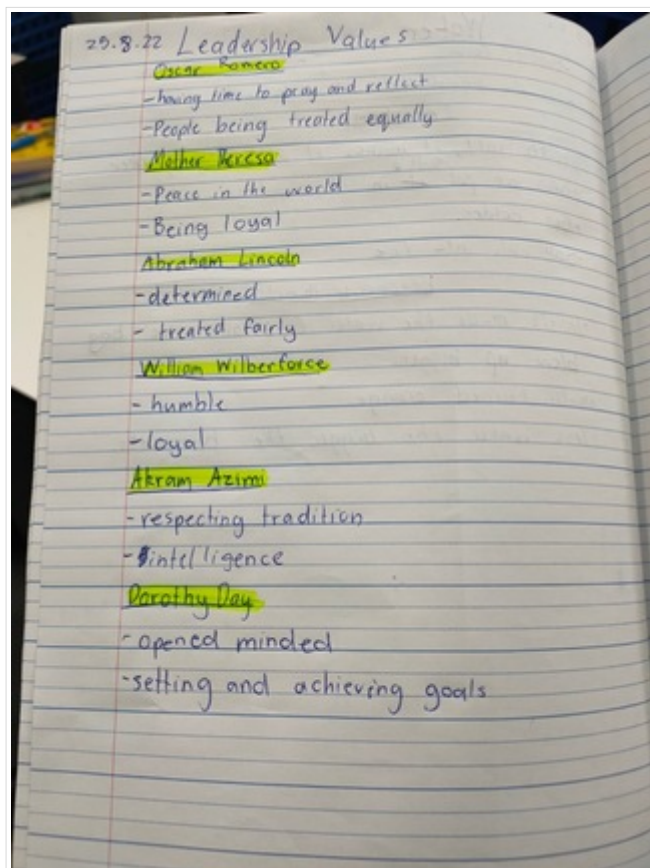 29.8.22 Leadership Values
Oscar Romero
-having time to pray and reflect
-People being treated equally
Mother Teresa
-Peace in the world
-Being loyal
Abraham Lincoln
-determined
- treated fairly
William Wilberforce
- humble
-loyal
Akram Azimi
-respecting tradition
-intelligence
Dorothy Day
-opened minded
-setting and achieving goals